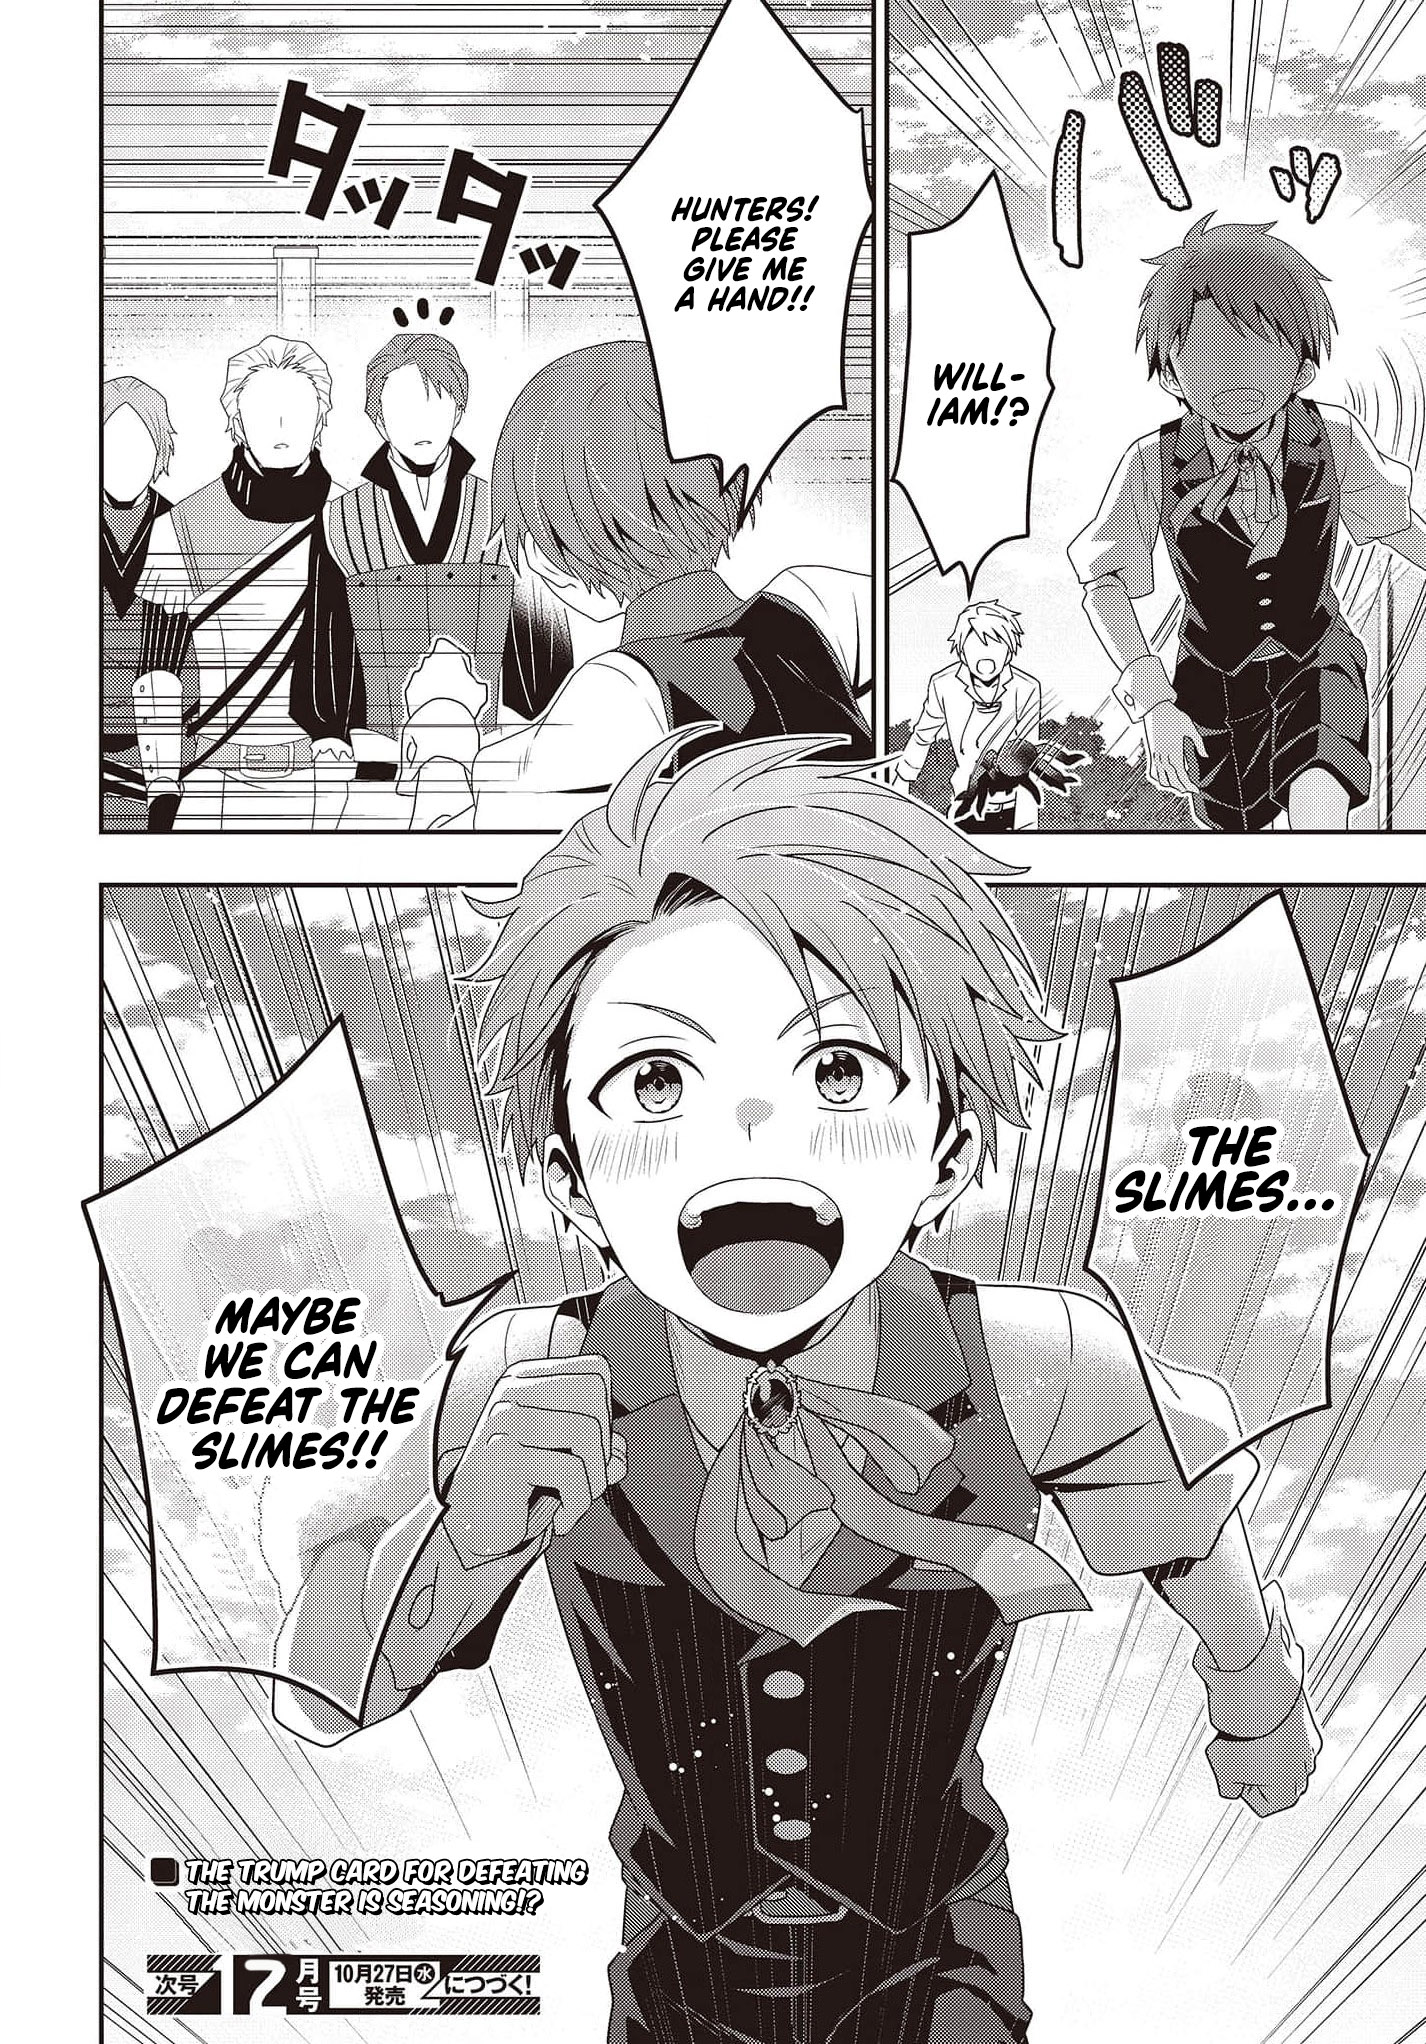 WILL-
IAM!?
HUNTERS!
PLEASE
GIVE ME
A HAND!!
タッタッ
THE
SLIMES...
MAYBE
WE CAN
DEFEAT THE
SLIMES!!
THE TRUMP CARD FOR DEFEATING
THE MONSTER IS SEASONING!?
次号12月号 10月27日㊌発売 につづく!